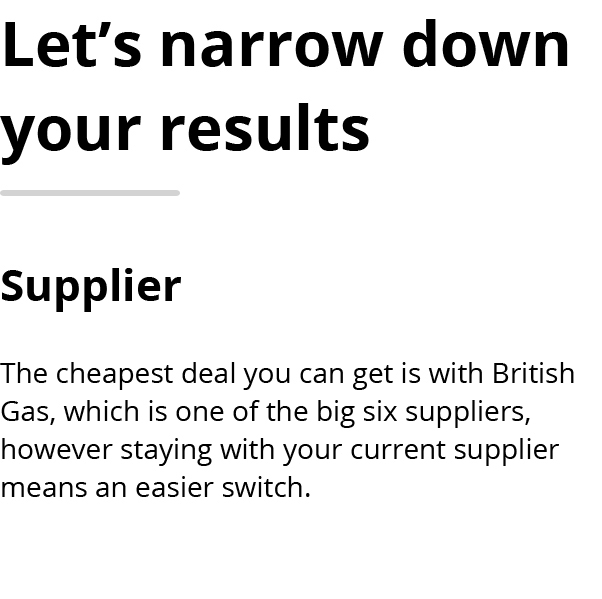 Let’s narrow down
your results
Supplier
The cheapest deal you can get is with British
Gas, which is one of the big six suppliers,
however staying with your current supplier
means an easier switch.